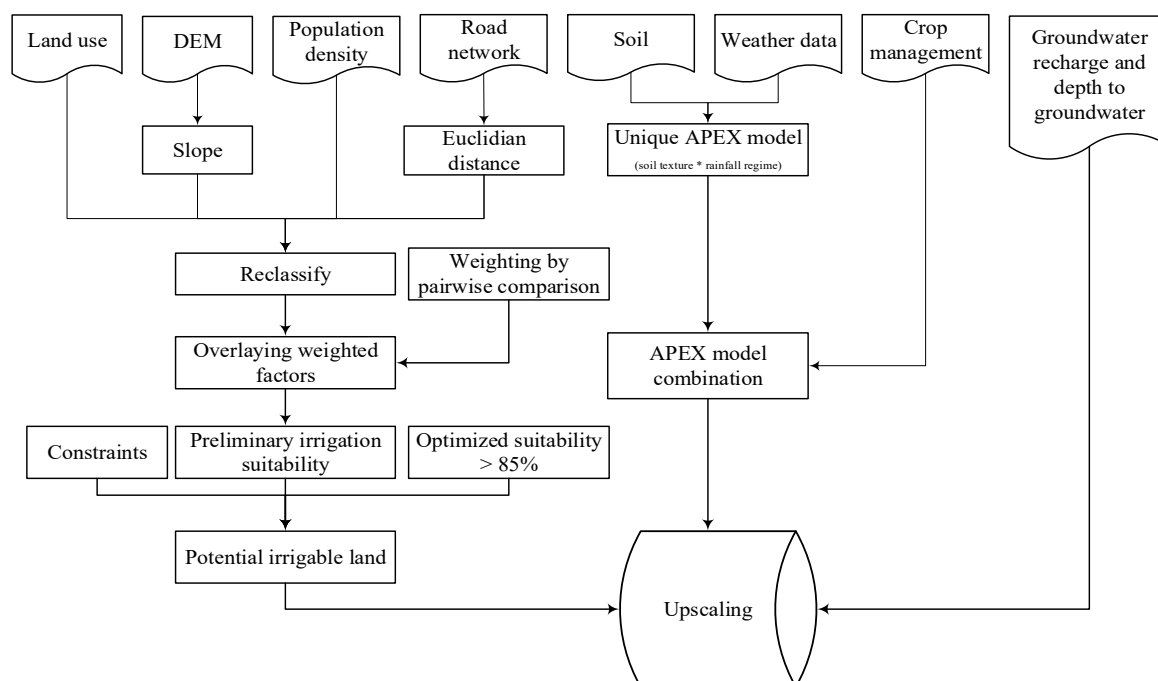 Land use
DEM
Population
density
Road
network
Soil
Weather data
Crop
management
Groundwater
recharge and
depth to
groundwater
Slope
Euclidian
distance
Unique APEX model
(soil texture * rainfall regime)
Reclassify
Weighting by
pairwise comparison
Overlaying weighted
factors
APEX model
combination
Constraints
Preliminary irrigation
suitability
Optimized suitability
> 85%
Potential irrigable land
Upscaling